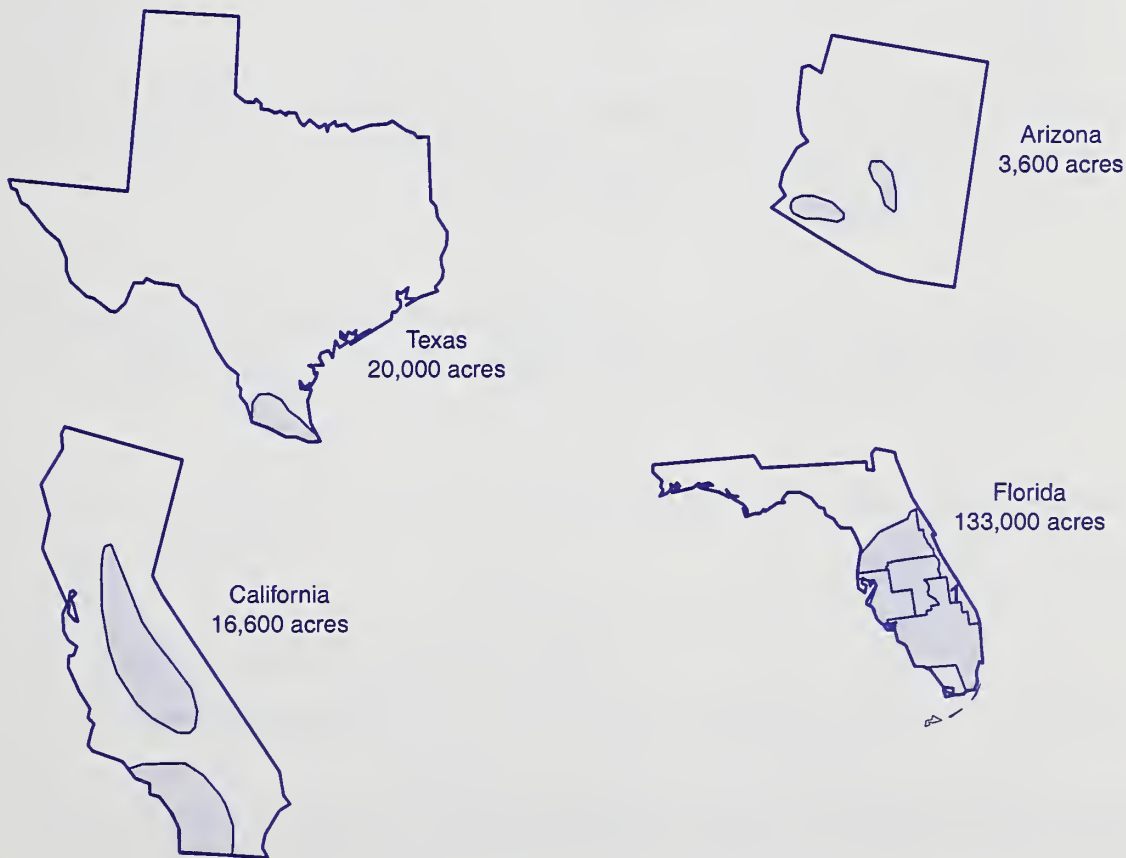 Arizona
3,600 acres
Texas
20,000 acres
Florida
133,000 acres
California
16,600 acres